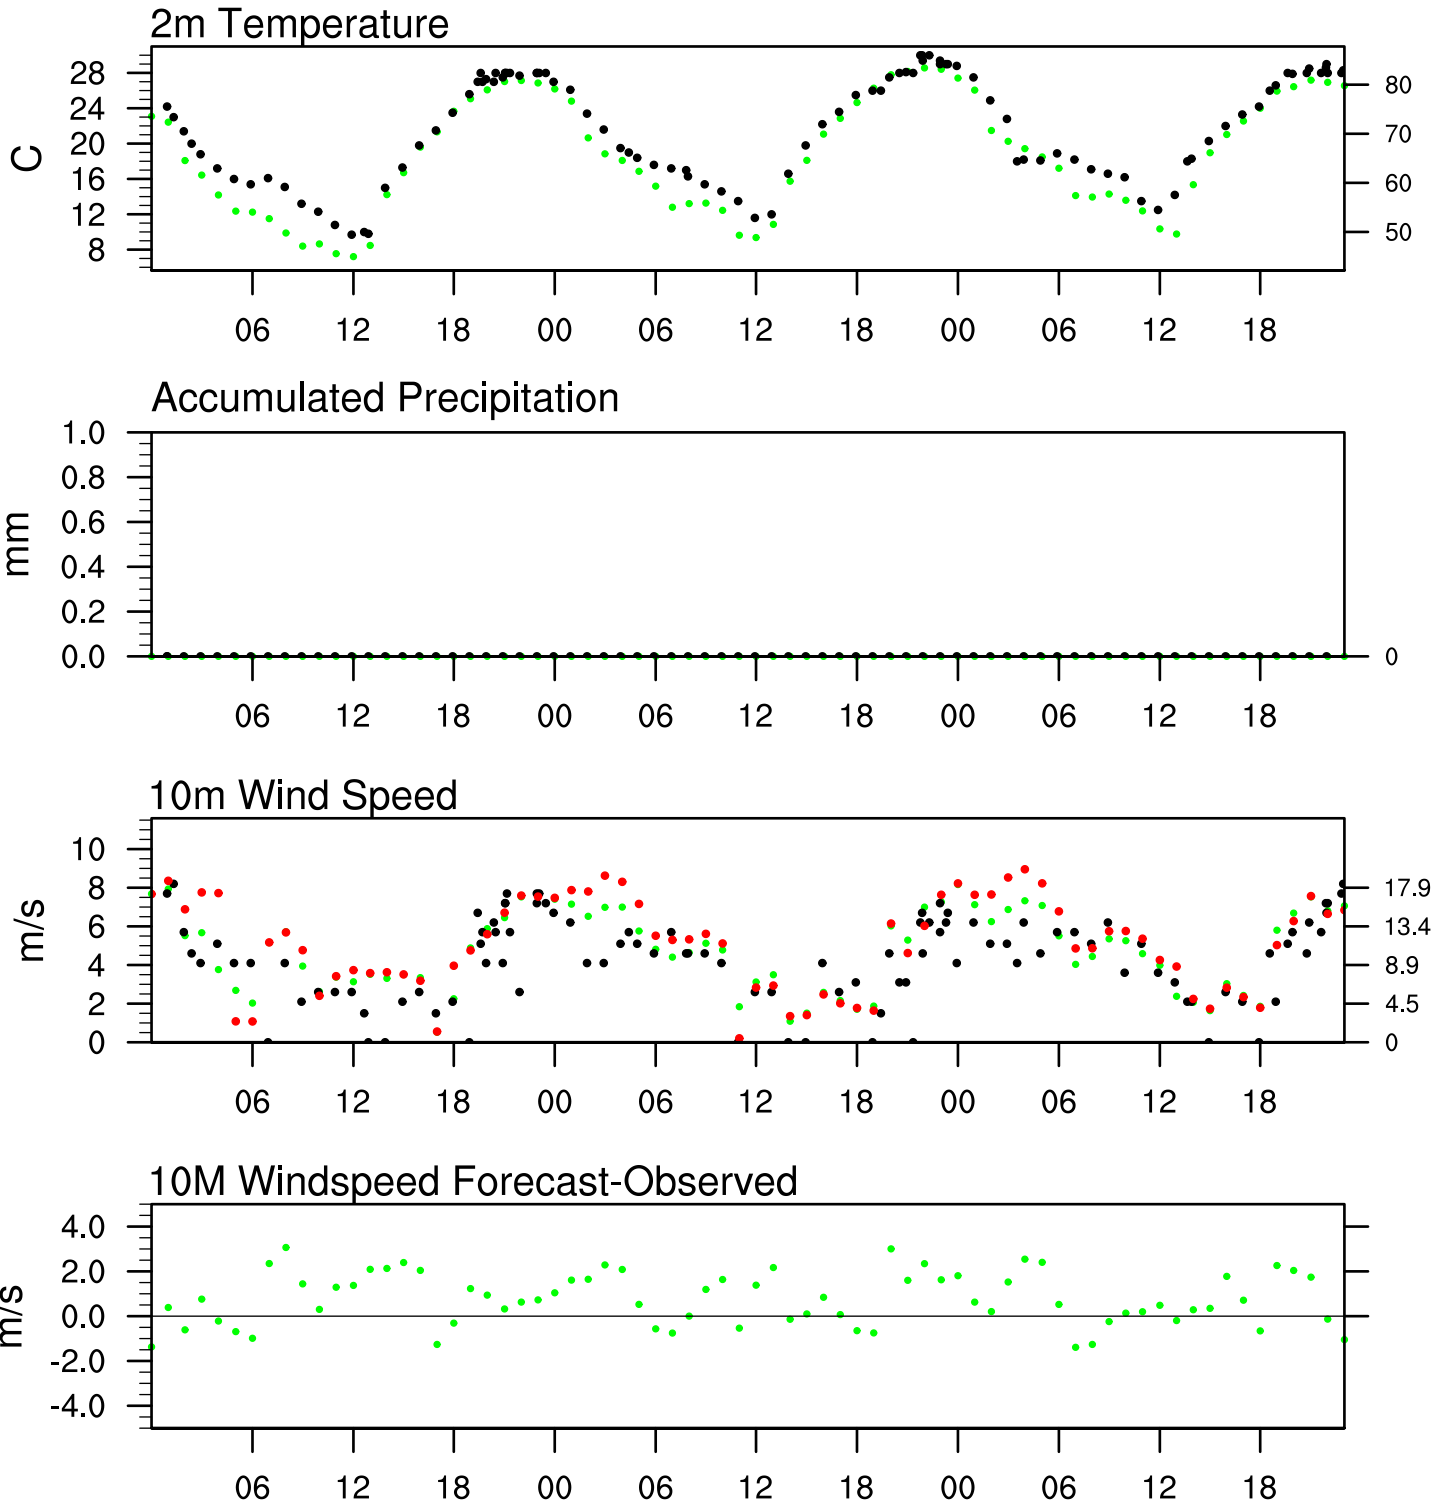 2m Temperature
C
28
24
20
16
12
8
80
70
60
50
06 12 18 00 06 12 18 00 06 12 18
Accumulated Precipitation
mm
1.0
0.8
0.6
0.4
0.2
0.0
0
06 12 18 00 06 12 18 00 06 12 18
10m Wind Speed
m/s
10
8
6
4
2
0
17.9
13.4
8.9
4.5
0
06 12 18 00 06 12 18 00 06 12 18
10M Windspeed Forecast-Observed
m/s
4.0
2.0
0.0
-2.0
-4.0
06 12 18 00 06 12 18 00 06 12 18